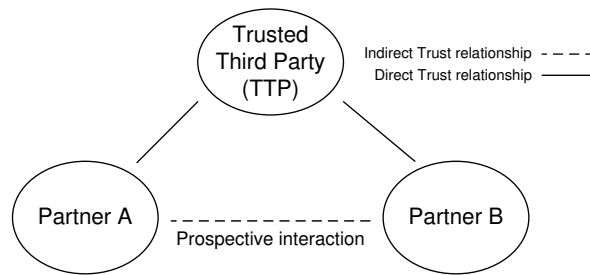 Trusted
Third Party
(TTP)
Indirect Trust relationship
Direct Trust relationship
Partner A
Partner B
Prospective interaction